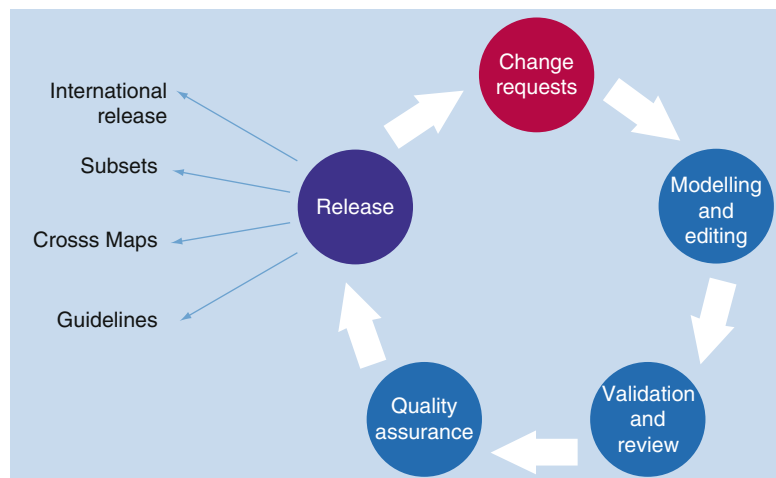 Change
requests
International
release
Subsets
Crosss Maps
Guidelines
Release
Modelling
and
editing
Quality
assurance
Validation
and
review